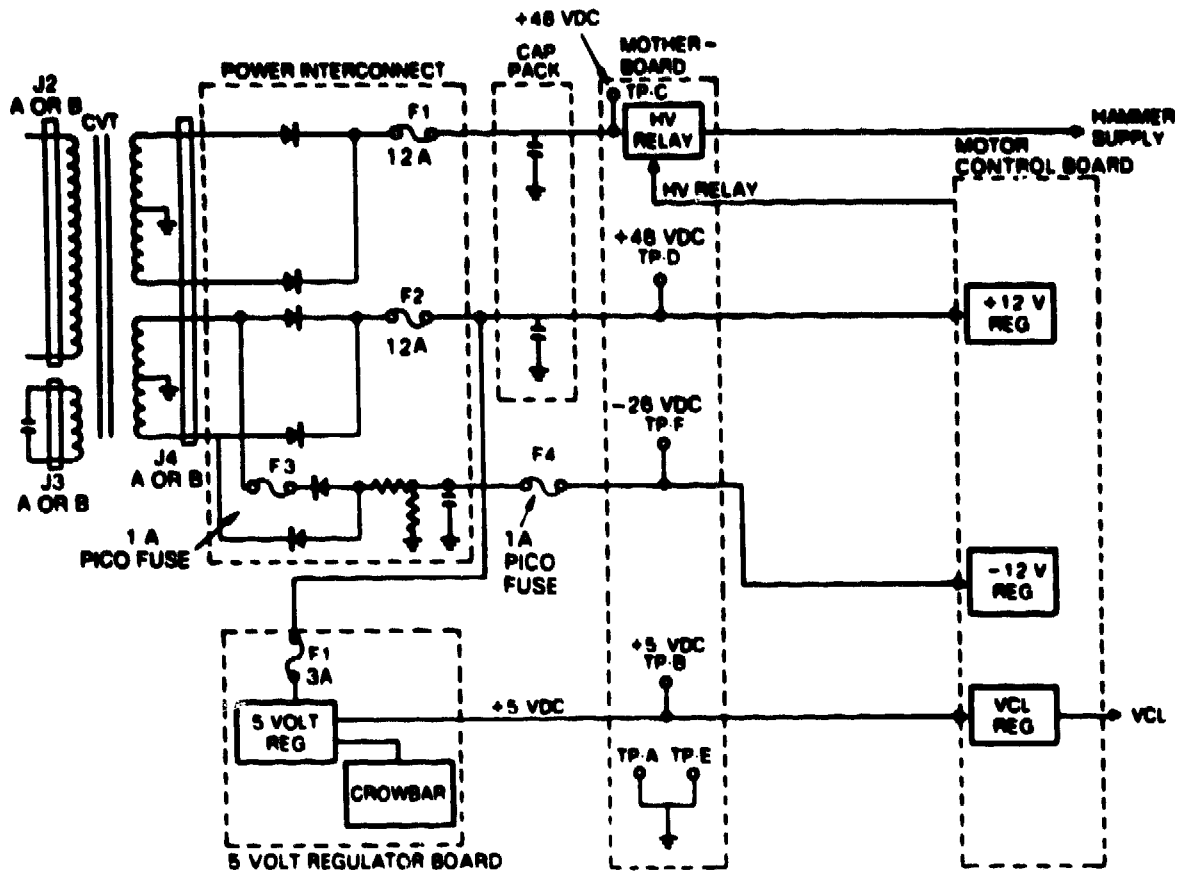 +48 VDC
J2
A OR B
CVT
POWER INTERCONNECT
CAP
PACK
MOTHER-
BOARD
TP-C
F1
12A
HV
RELAY
HAMMER
SUPPLY
MOTOR
CONTROL BOARD
HV RELAY
+48 VDC
TP-D
F2
12A
+12 V
REG
-26 VDC
TP-F
J3
A OR B
J4
A OR B
F3
F4
1 A
PICO FUSE
1A
PICO
FUSE
-12 V
REG
F1
3A
+5 VDC
TP-B
5 VOLT
REG
+5 VDC
VCL
REG
VCL
TP-A
TP-E
CROWBAR
5 VOLT REGULATOR BOARD